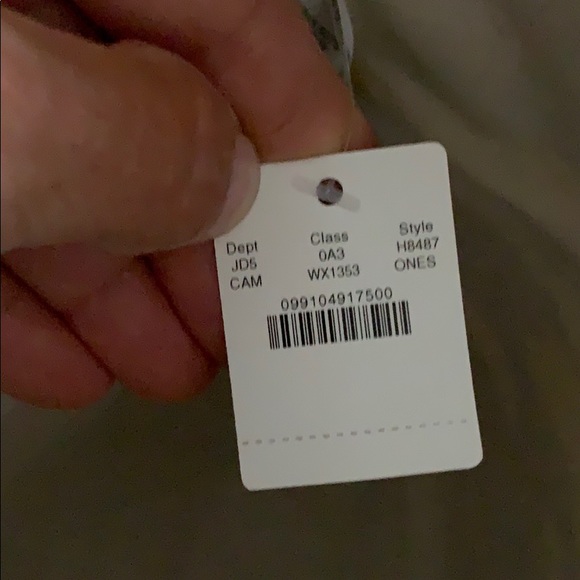 Dept Class Style
JD5 0A3 H8487
CAM WX1353 ONES
099104917500